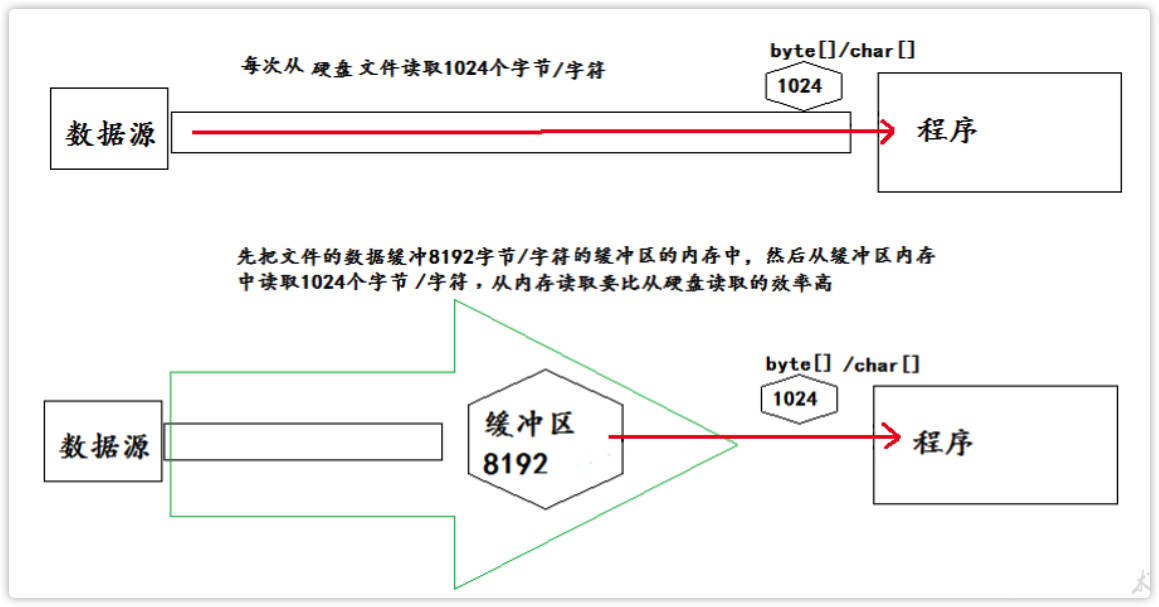 byte[]/char[]
每次从 硬盘 文件读取1024个字节/字符
1024
数据源
程序
先把文件的数据缓冲8192字节/字符的缓冲区的内存中，然后从缓冲区内存
中读取1024个字节 /字符 ，从内存读取要比从硬盘读取的效率高
byte[] /char[]
1024
数据源
缓冲区
8192
程序